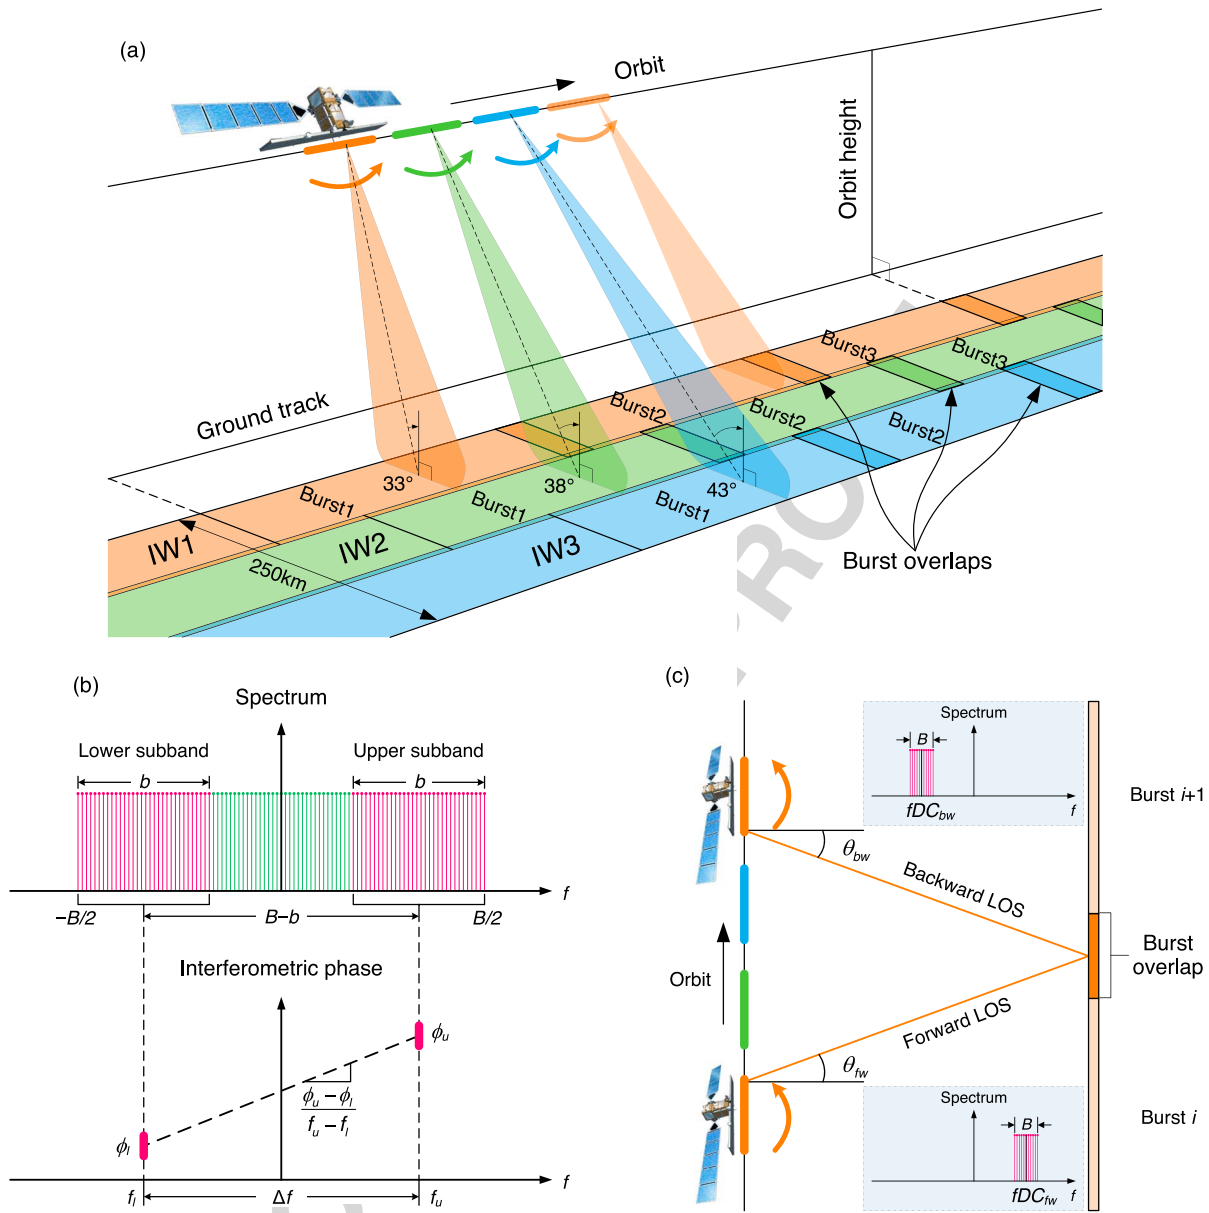 (a)
Orbit
Orbit height
Ground track
Burst3
Burst3
Burst2
Burst2
Burst2
33°
38°
43°
Burst1
Burst1
Burst1
IW1
IW2
IW3
250km
Burst overlaps
(b)
Spectrum
Lower subband
Upper subband
b
b
f
−B/2
B−b
B/2
Interferometric phase
ϕu
ϕu − ϕl
fu − fl
ϕl
f
fl
Δf
fu
(c)
Spectrum
B
fDCbw
f
Burst i+1
θbw
Backward LOS
Burst
overlap
Orbit
Forward LOS
θfw
Spectrum
B
fDCfw
f
Burst i